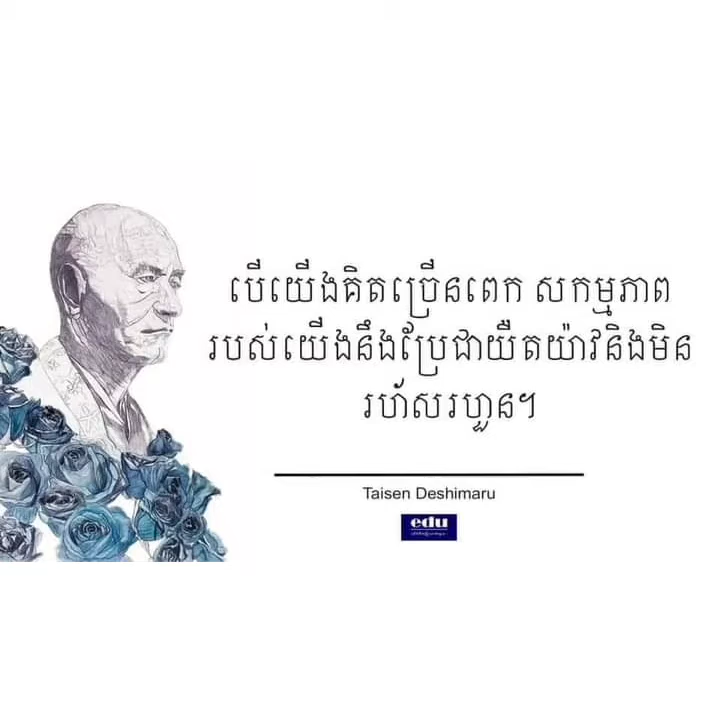 បើយើងគិតច្រើនពេក សកម្មភាព
របស់យើងនឹងប្រែជាយឺតយ៉ាវនិងមិន
រហ័សរហួន។
Taisen Deshimaru
edu